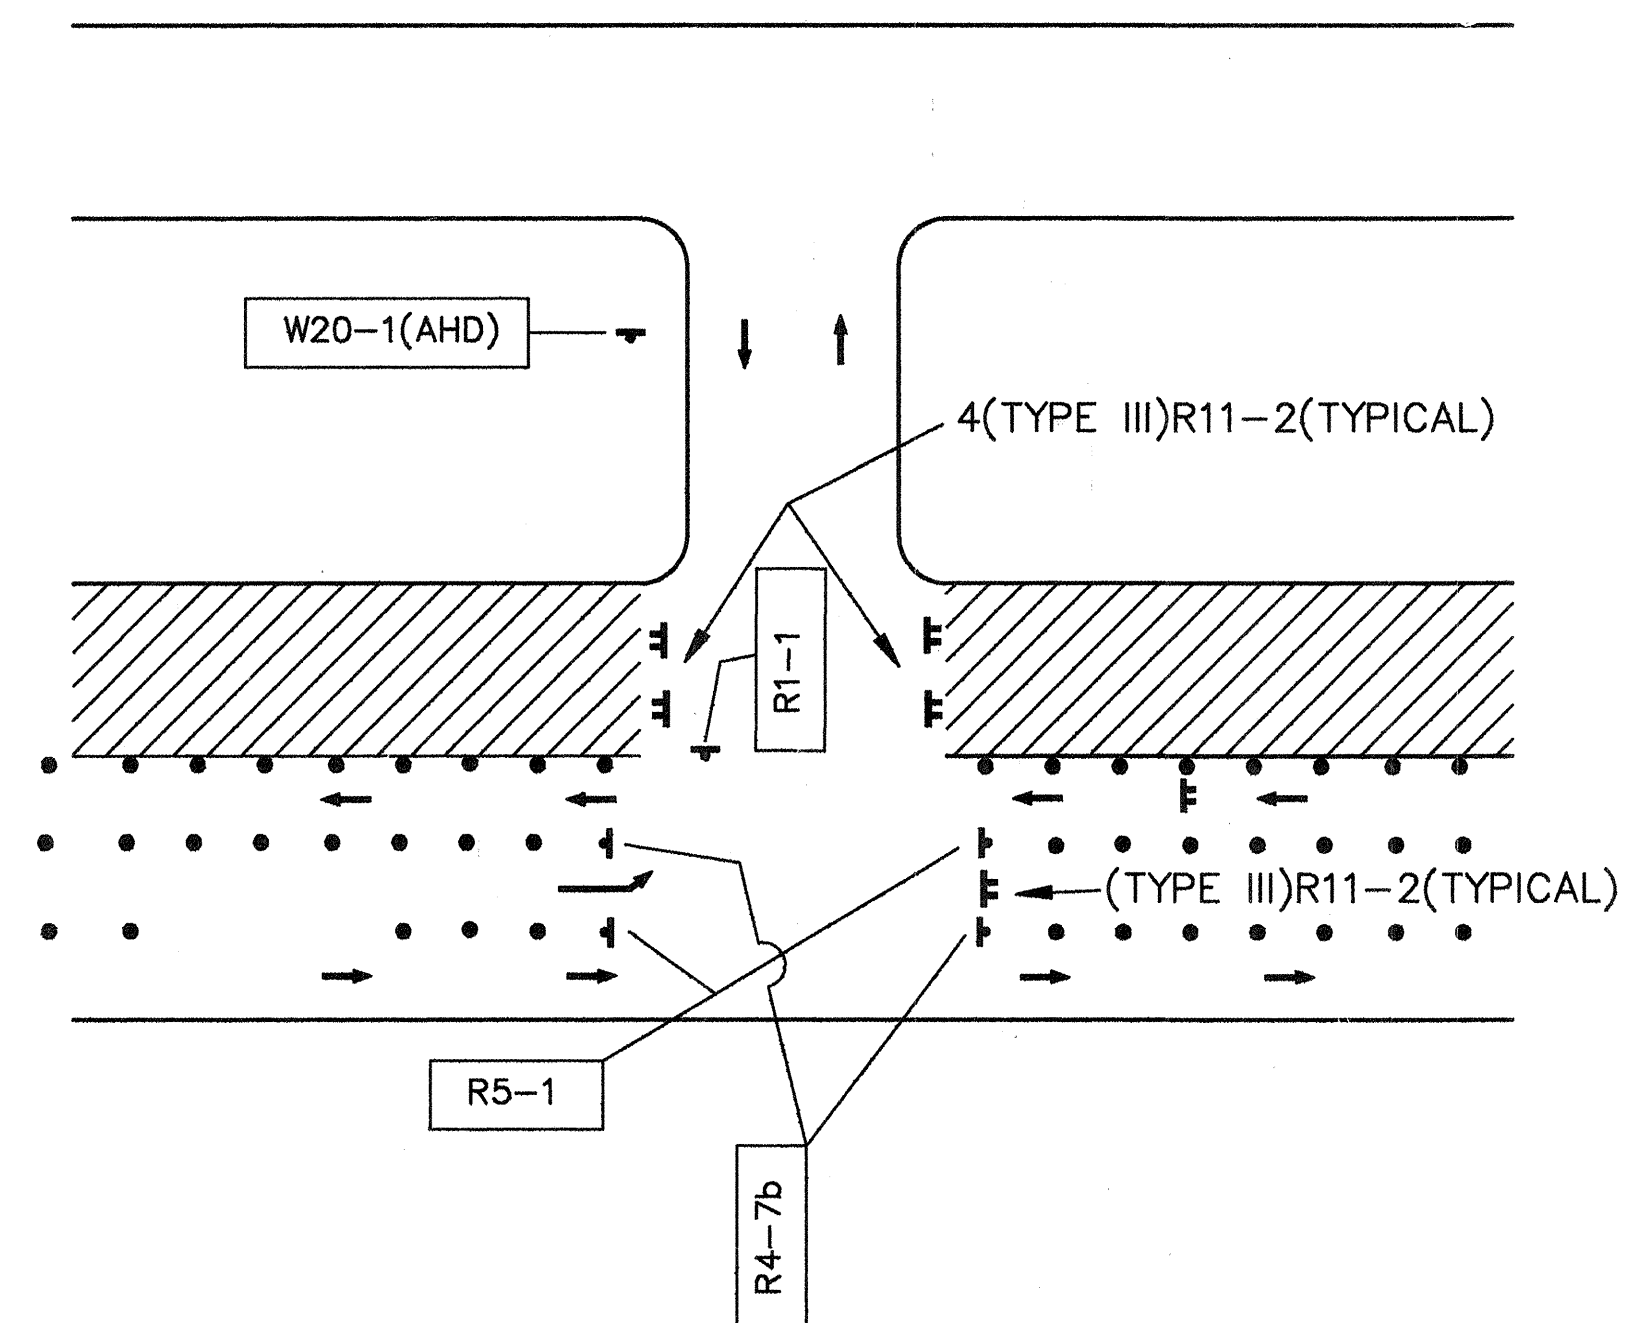 W20-1(AHD)
4(TYPE III)R11-2(TYPICAL)
R1-1
(TYPE III)R11-2(TYPICAL)
R5-1
R4-7b